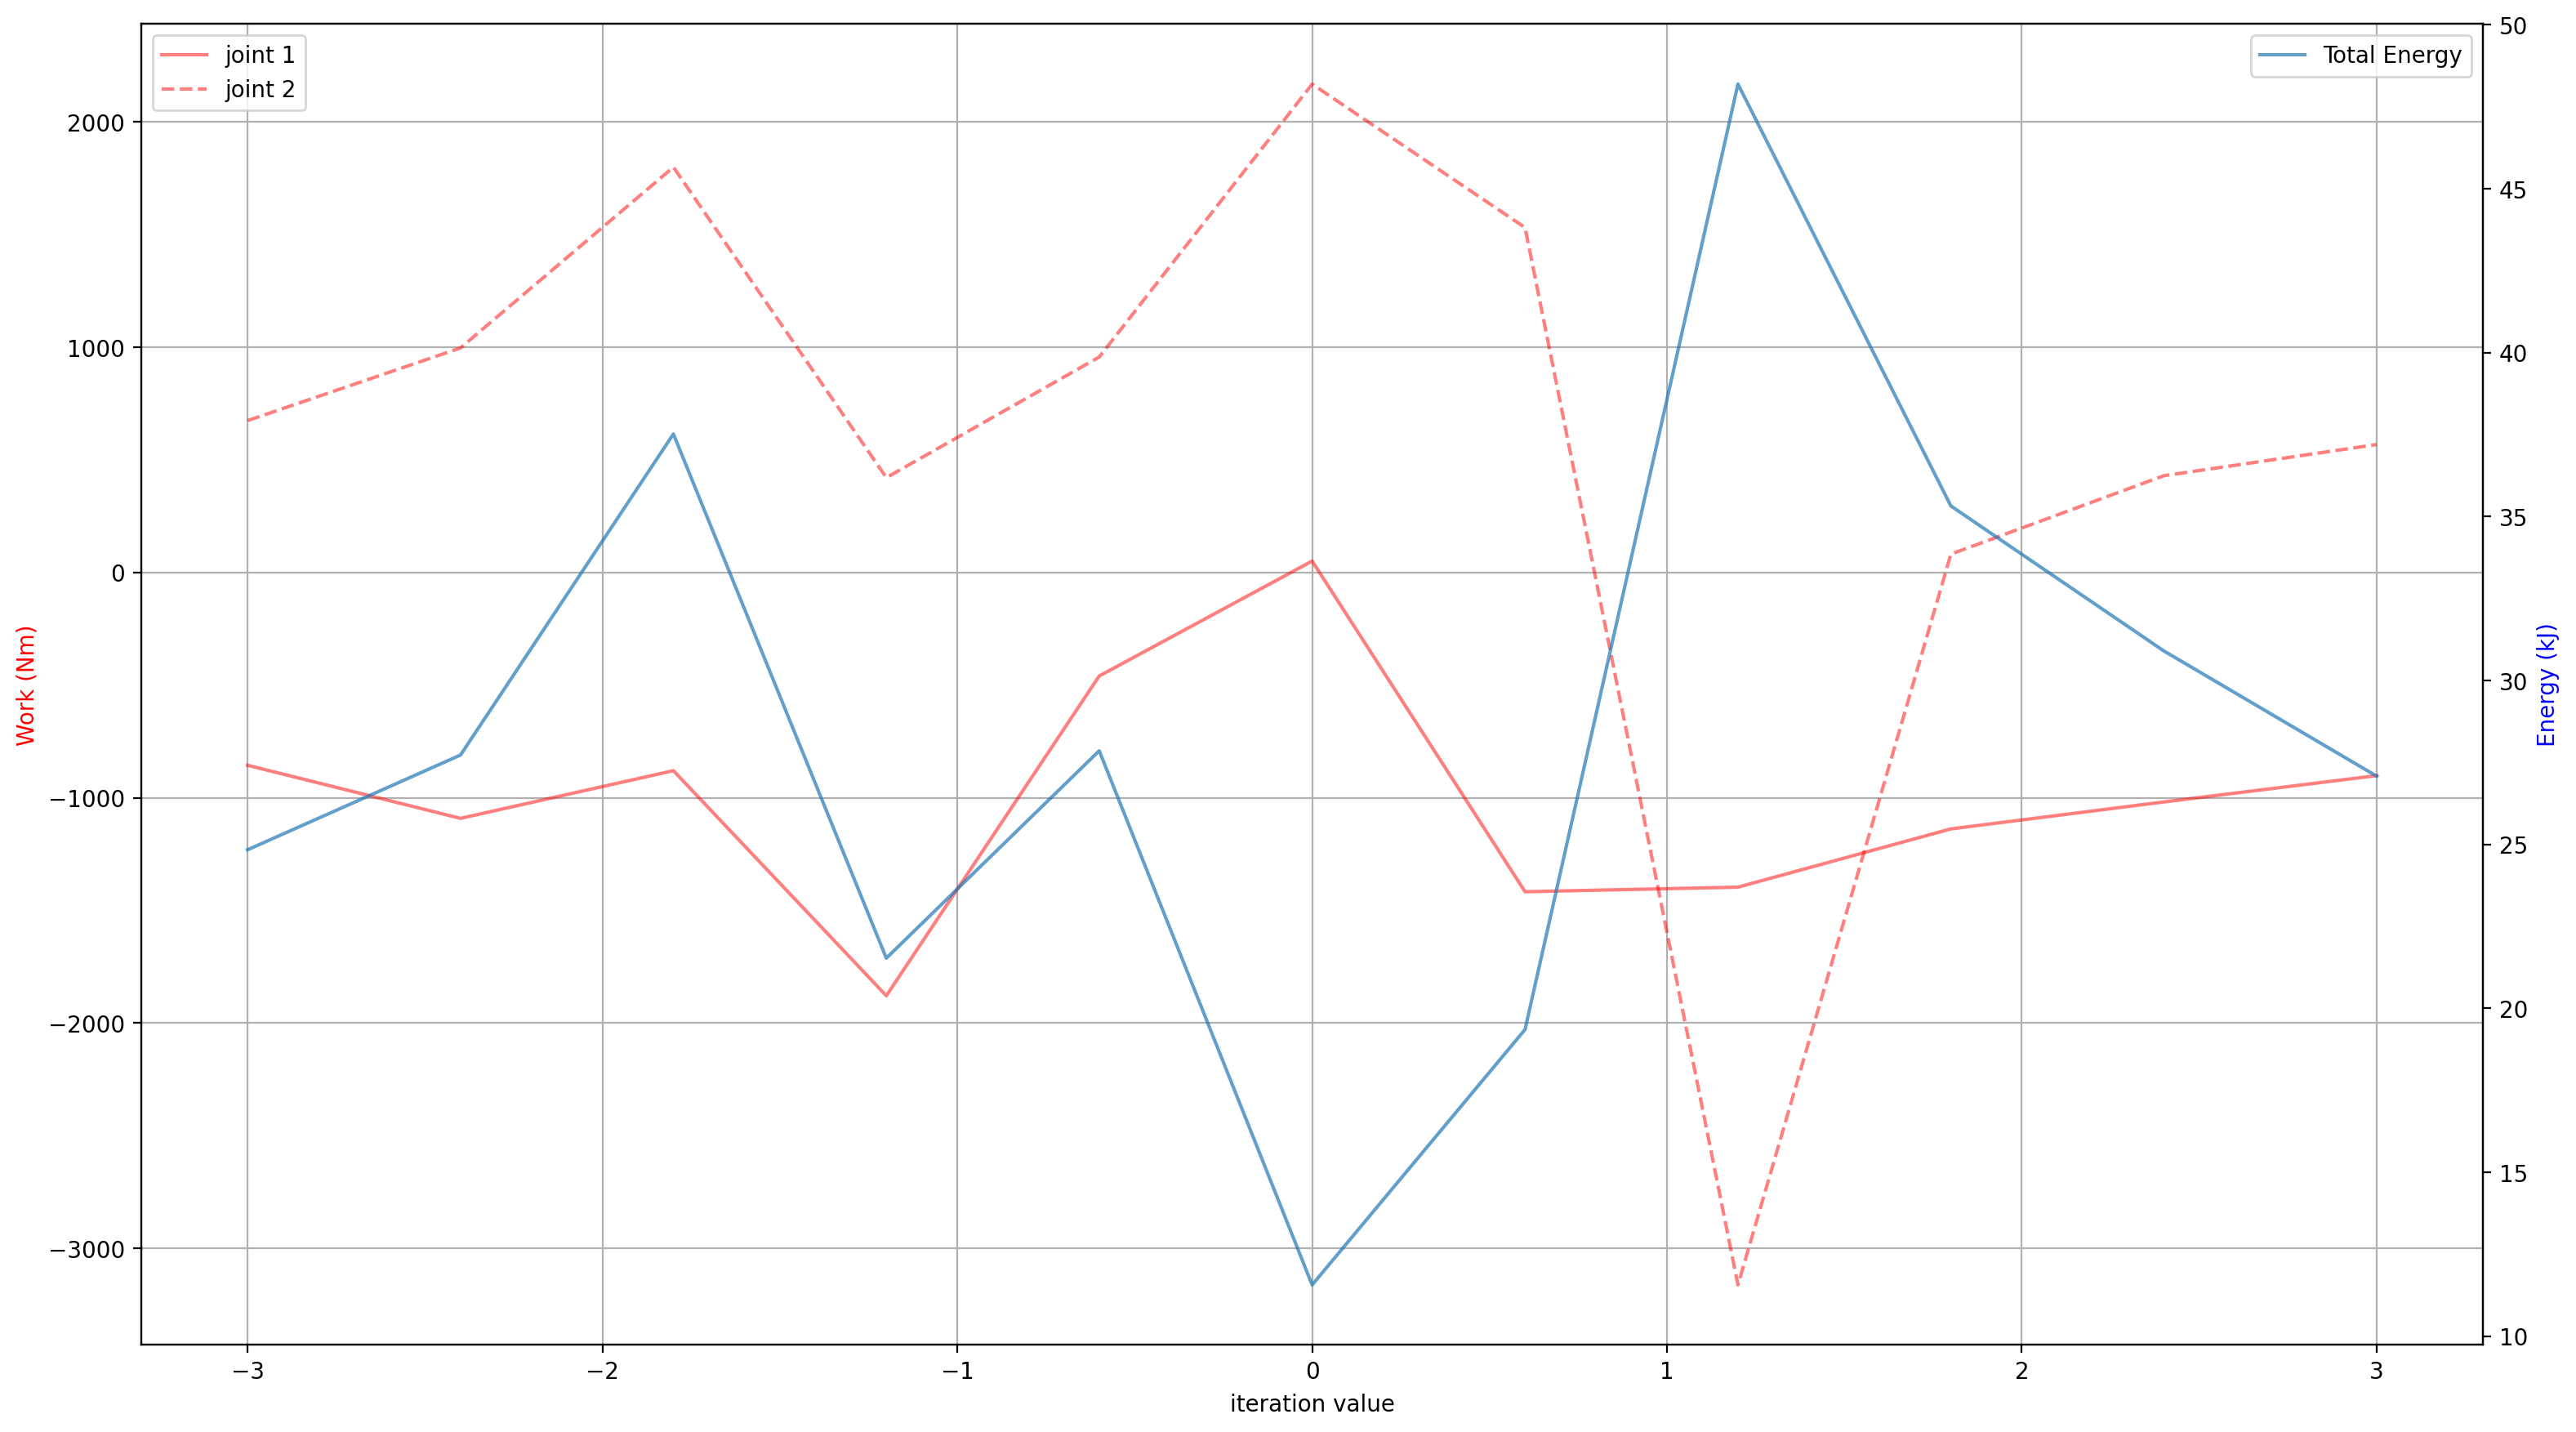 joint 1
joint 2
Total Energy
2000
1000
0
−1000
−2000
−3000
Work (Nm)
50
45
40
35
30
25
20
15
10
Energy (kJ)
−3 −2 −1 0 1 2 3
iteration value